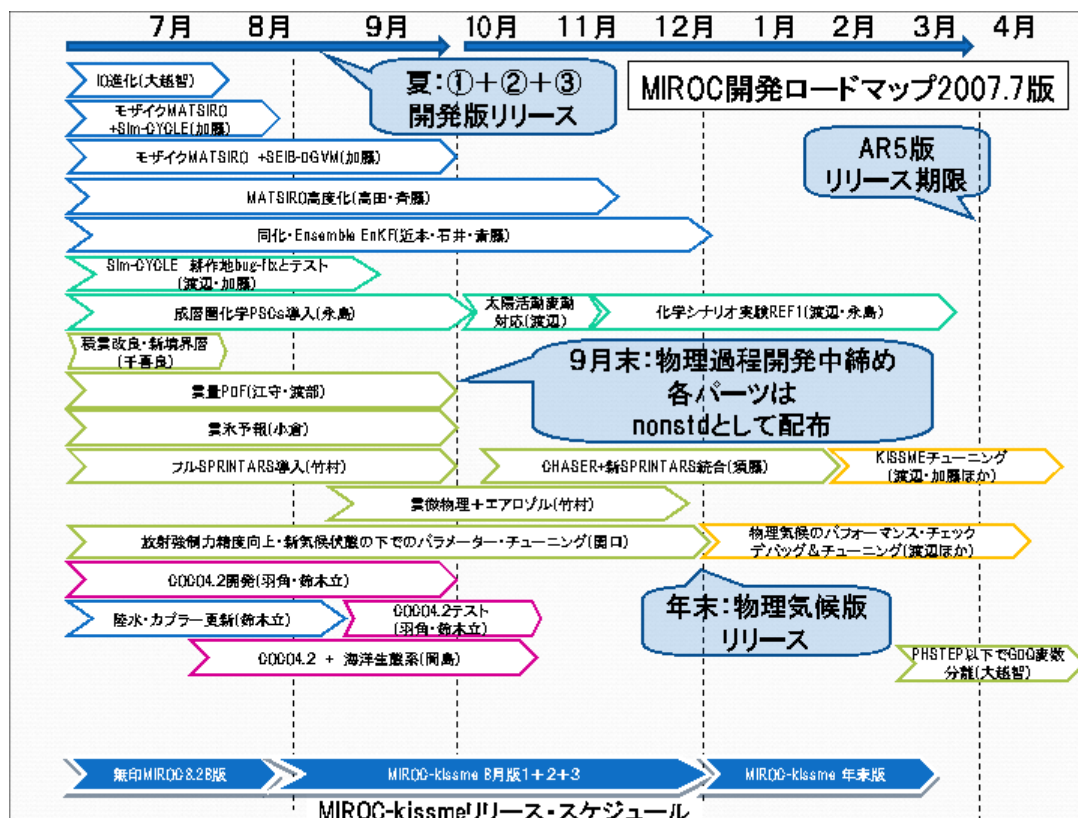 7月 8月 9月 10月 11月 12月 1月 2月 3月 4月
MIROC開発ロードマップ2007.7版
夏:①+②+③
開発版リリース
AR5版
リリース期限
IO進化(大越智)
モザイクMATSIRO
+Sim-CYCLE(加藤)
モザイクMATSIRO +SEIB-DGVM(加藤)
MATSIRO高度化(高田・斉藤)
同化・Ensemble EnKF(近本・石井・斎藤)
Sim-CYCLE 耕作地bug-fixとテスト
(渡辺・加藤)
成層圏化学PSCs導入(永島)
太陽活動変動
対応(渡辺)
化学シナリオ実験REF1(渡辺・永島)
積雲改良・新境界層
(千喜良)
9月末:物理過程開発中締め
各パーツは
nonstdとして配布
雲量PDF(江守・渡部)
雲氷予報(小倉)
フルSPRINTARS導入(竹村)
CHASER+新SPRINTARS統合(須藤)
KISSMEチューニング
(渡辺・加藤ほか)
雲微物理+エアロゾル(竹村)
放射強制力精度向上・新気候状態の下でのパラメーター・チューニング(関口)
物理気候のパフォーマンス・チェック
デバッグ&チューニング(渡辺ほか)
COCO4.2開発(羽角・鈴木立)
陸水・カプラー更新(鈴木立)
COCO4.2テスト
(羽角・鈴木立)
年末:物理気候版
リリース
COCO4.2 + 海洋生態系(岡島)
PHSTEP以下でGDQ変数
分離(大越智)
無印MIROC3.2B版
MIROC-kissme 8月版1+2+3
MIROC-kissme 年末版
MIROC-kissmeリリース・スケジュール